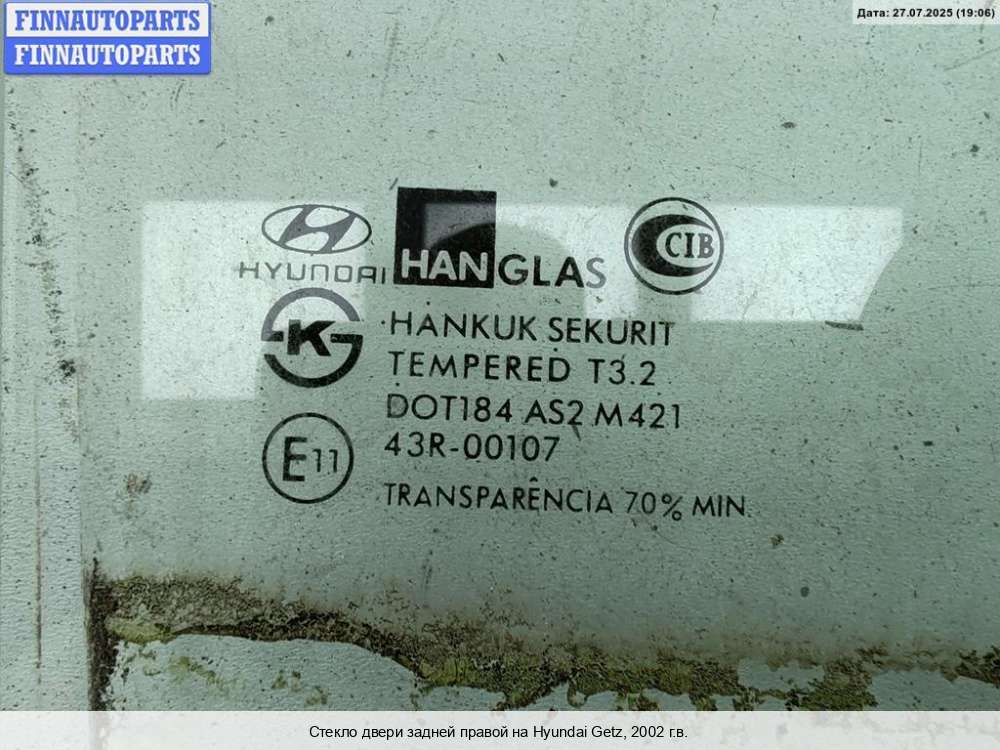 FINNAUTOPARTS
FINNAUTOPARTS
Дата: 27.07.2025 (19:06)
HYUNDAI
HANGLAS
CIB
K
HANKUK SEKURIT
TEMPERED T3.2
DOT184 AS2 M421
43R-00107
E11
TRANSPARÊNCIA 70% MIN.
Стекло двери задней правой на Hyundai Getz, 2002 г.в.